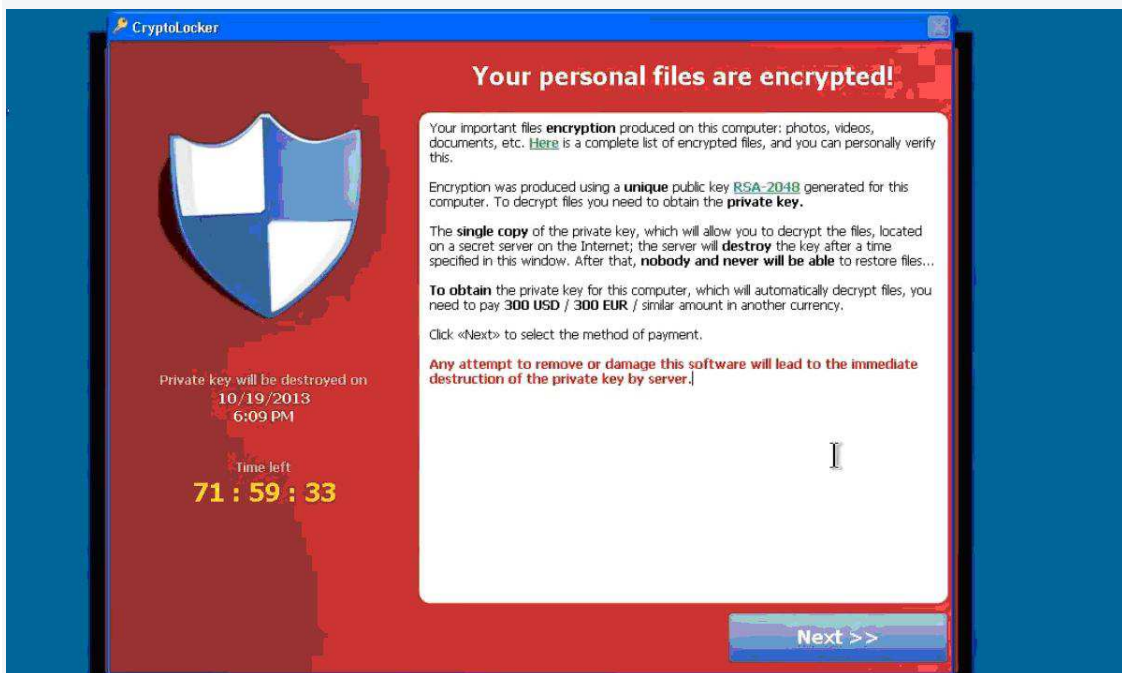 CryptoLocker
Your personal files are encrypted!
Your important files encryption produced on this computer: photos, videos,
documents, etc. Here is a complete list of encrypted files, and you can personally verify
this.
Encryption was produced using a unique public key RSA-2048 generated for this
computer. To decrypt files you need to obtain the private key.
The single copy of the private key, which will allow you to decrypt the files, located
on a secret server on the Internet; the server will destroy the key after a time
specified in this window. After that, nobody and never will be able to restore files...
To obtain the private key for this computer, which will automatically decrypt files, you
need to pay 300 USD / 300 EUR / similar amount in another currency.
Click «Next» to select the method of payment.
Any attempt to remove or damage this software will lead to the immediate
destruction of the private key by server.
Private key will be destroyed on
10/19/2013
6:09 PM
Time left
71 : 59 : 33
Next >>